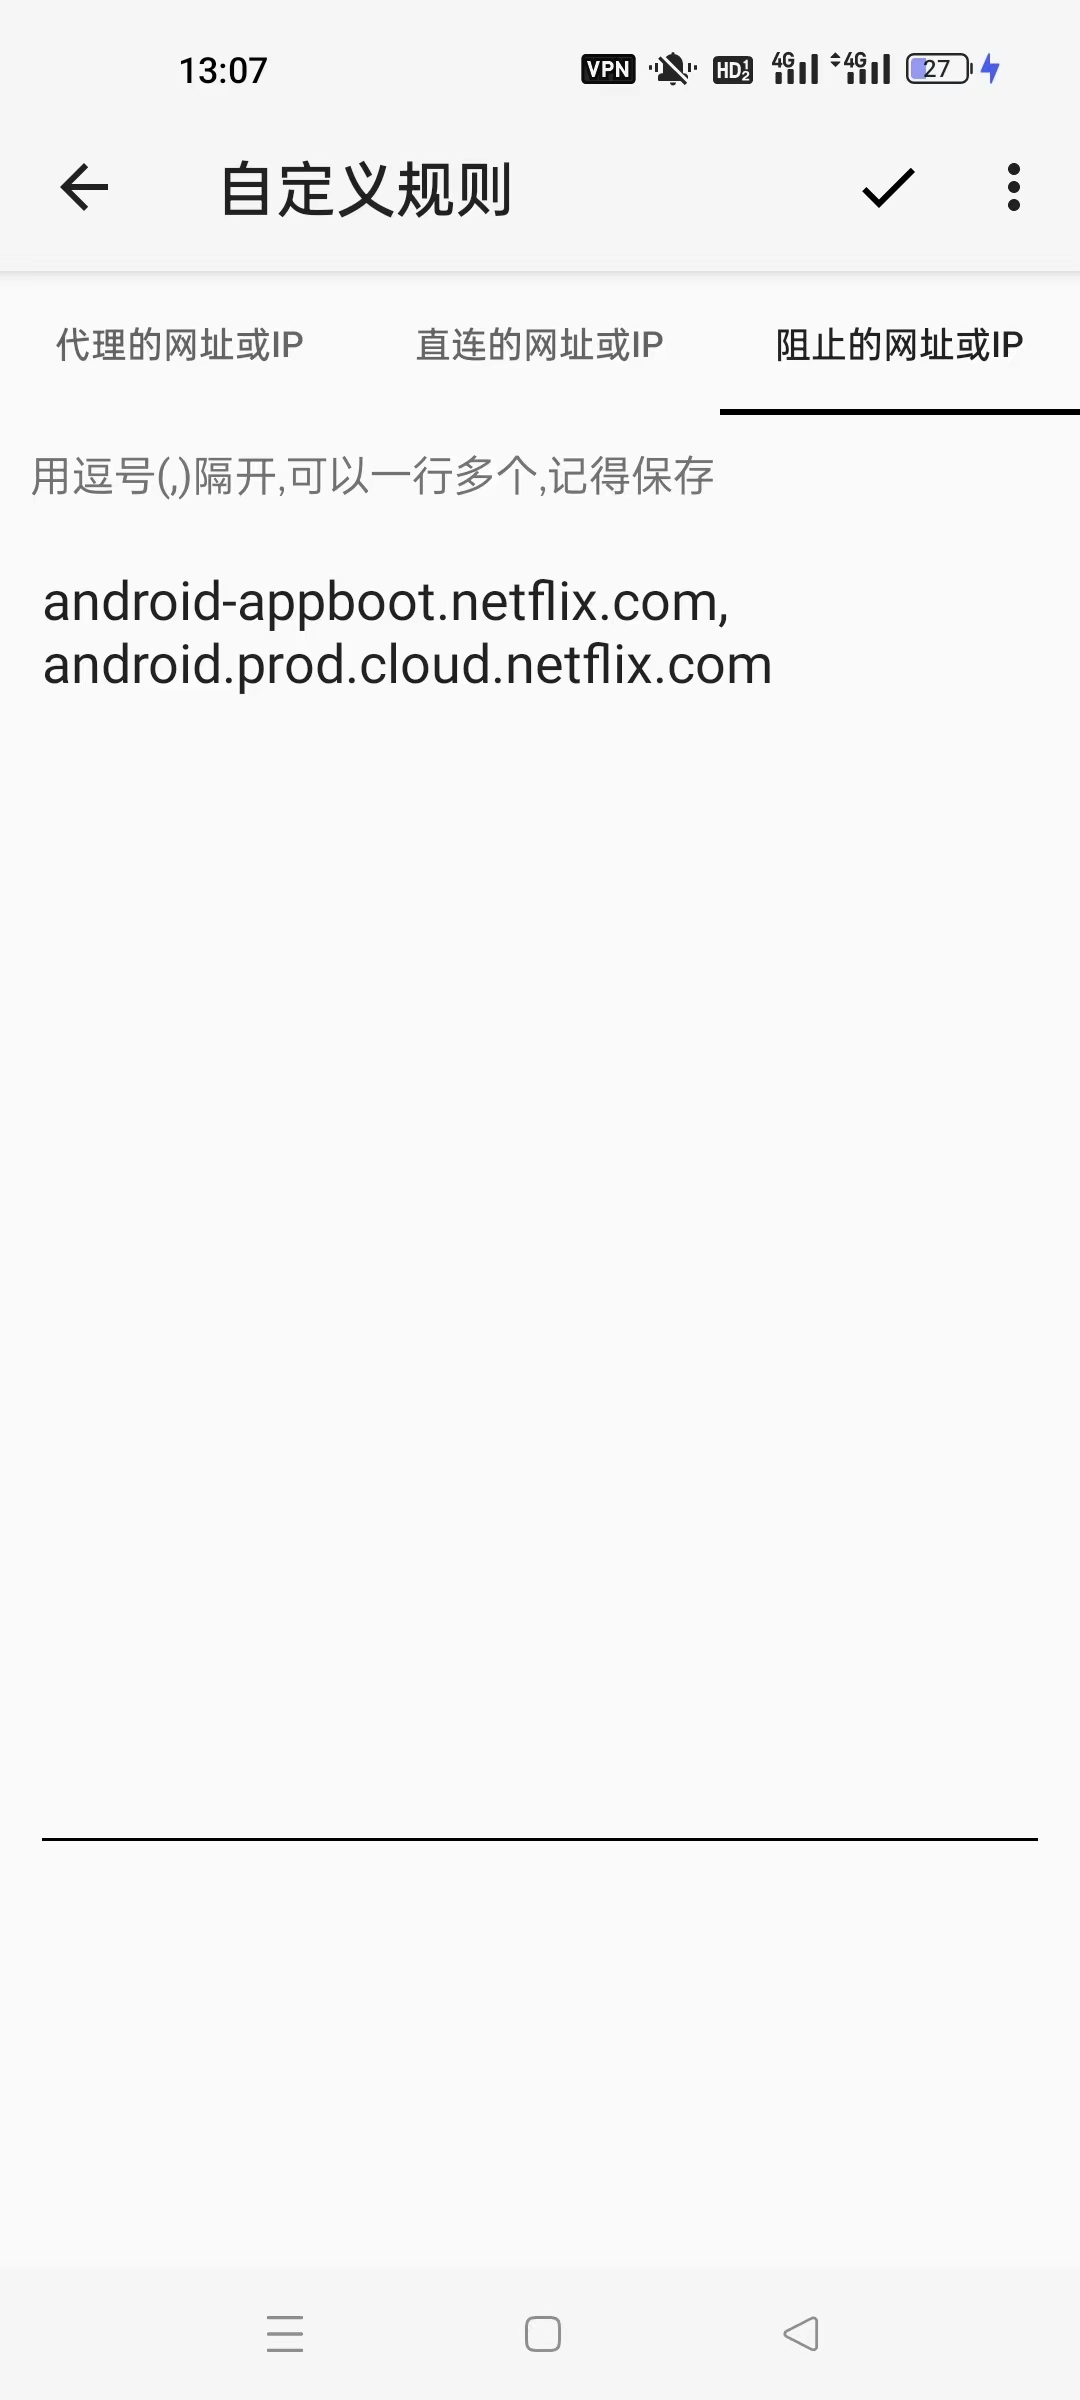 13:07 VPN HD 1 2 4G 4G 27
自定义规则
代理的网址或IP 直连的网址或IP 阻止的网址或IP
用逗号(,)隔开,可以一行多个,记得保存
android-appboot.netflix.com,
android.prod.cloud.netflix.com